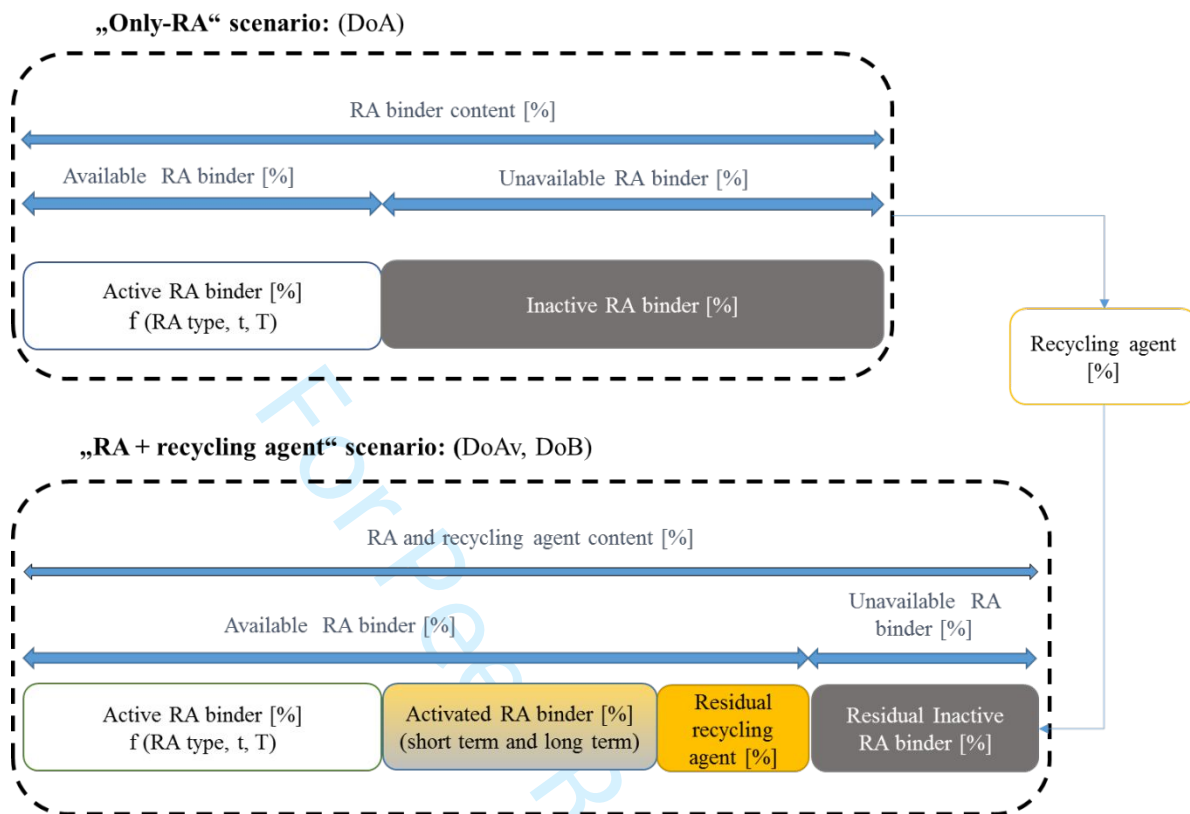 „Only-RA“ scenario: (DoA)
RA binder content [%]
Available RA binder [%]
Unavailable RA binder [%]
Active RA binder [%]
f (RA type, t, T)
Inactive RA binder [%]
Recycling agent
[%]
„RA + recycling agent“ scenario: (DoAv, DoB)
RA and recycling agent content [%]
Available RA binder [%]
Unavailable RA
binder [%]
Active RA binder [%]
f (RA type, t, T)
Activated RA binder [%]
(short term and long term)
Residual
recycling
agent [%]
Residual Inactive
RA binder [%]
For Peer R